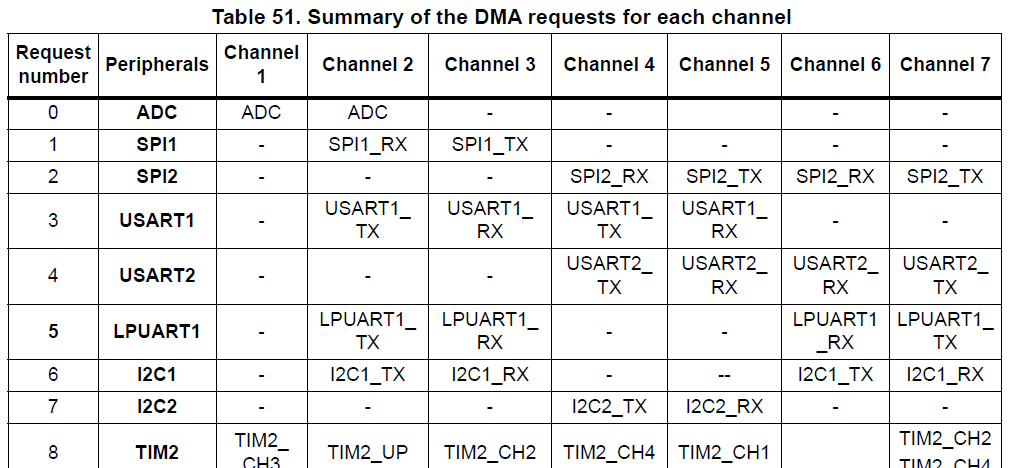 Table 51. Summary of the DMA requests for each channel
Request number Peripherals Channel 1 Channel 2 Channel 3 Channel 4 Channel 5 Channel 6 Channel 7
0 ADC ADC ADC - - - -
1 SPI1 - SPI1_RX SPI1_TX - - - -
2 SPI2 - - - SPI2_RX SPI2_TX SPI2_RX SPI2_TX
3 USART1 - USART1_TX USART1_RX USART1_TX USART1_RX - -
4 USART2 - - - USART2_TX USART2_RX USART2_RX USART2_TX
5 LPUART1 - LPUART1_TX LPUART1_RX - - LPUART1_RX LPUART1_TX
6 I2C1 - I2C1_TX I2C1_RX - -- I2C1_TX I2C1_RX
7 I2C2 - - - I2C2_TX I2C2_RX - -
8 TIM2 TIM2_CH3 TIM2_UP TIM2_CH2 TIM2_CH4 TIM2_CH1 TIM2_CH2 TIM2_CH4